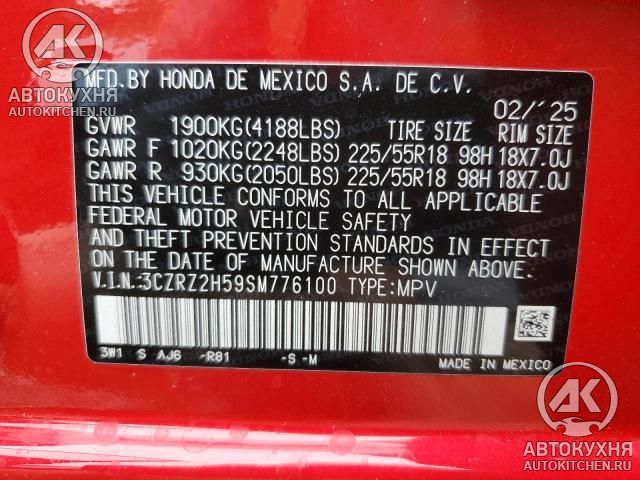 AK
АВТОКУХНЯ
AUTOKITCHEN.RU
MFD.BY HONDA DE MEXICO S.A. DE C.V.
02/'25
GVWR 1900KG(4188LBS) TIRE SIZE RIM SIZE
GAWR F 1020KG(2248LBS) 225/55R18 98H 18X7.0J
GAWR R 930KG(2050LBS) 225/55R18 98H 18X7.0J
THIS VEHICLE CONFORMS TO ALL APPLICABLE
FEDERAL MOTOR VEHICLE SAFETY
AND THEFT PREVENTION STANDARDS IN EFFECT
ON THE DATE OF MANUFACTURE SHOWN ABOVE.
V.I.N.:3CZRZ2H59SM776100 TYPE:MPV
3W1 S AJ6 -R81 -S -M
MADE IN MEXICO
AK
АВТОКУХНЯ
AUTOKITCHEN.RU